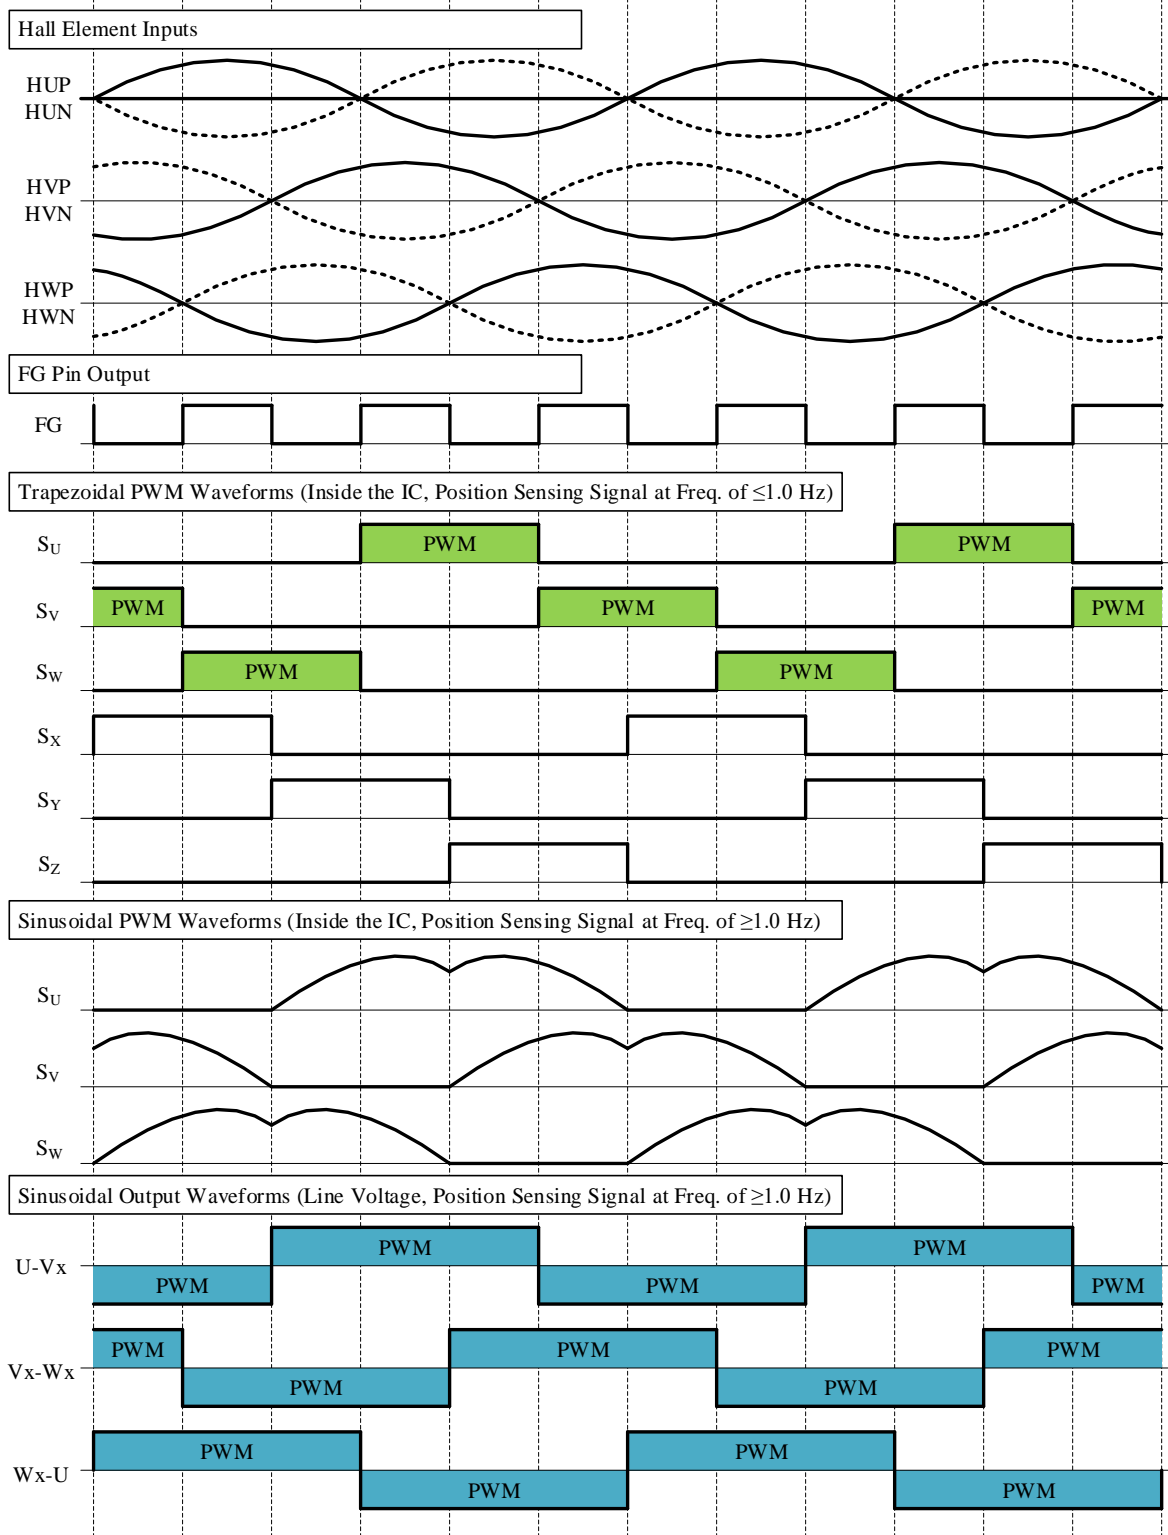 Hall Element Inputs
HUP
HUN
HVP
HVN
HWP
HWN
FG Pin Output
FG
Trapezoidal PWM Waveforms (Inside the IC, Position Sensing Signal at Freq. of ≤1.0 Hz)
SU PWM PWM
SV PWM PWM PWM
SW PWM PWM
SX
SY
SZ
Sinusoidal PWM Waveforms (Inside the IC, Position Sensing Signal at Freq. of ≥1.0 Hz)
SU
SV
SW
Sinusoidal Output Waveforms (Line Voltage, Position Sensing Signal at Freq. of ≥1.0 Hz)
PWM PWM
U-Vx
PWM PWM PWM
PWM PWM PWM
Vx-Wx
PWM PWM
PWM PWM
Wx-U
PWM PWM